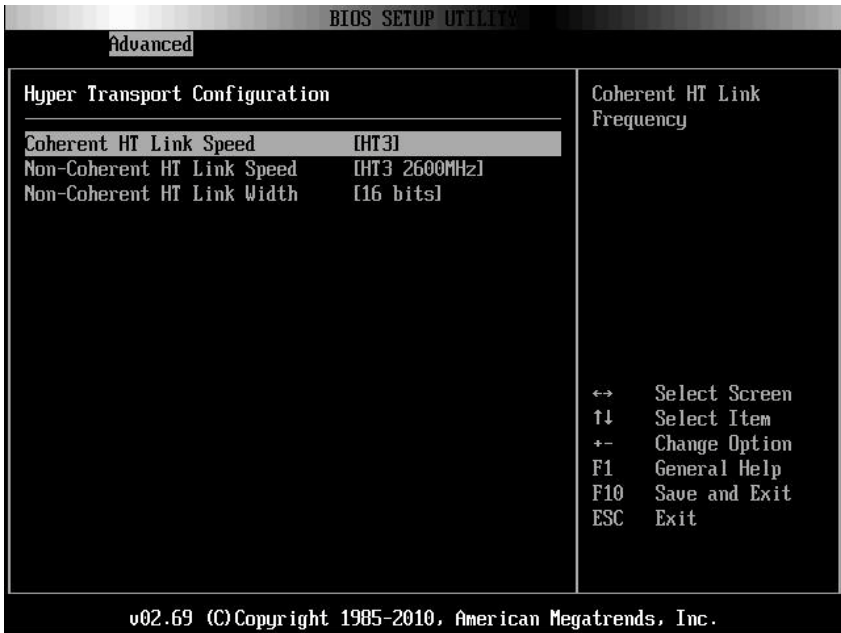 BIOS SETUP UTILITY
Advanced
Hyper Transport Configuration
Coherent HT Link Speed [HT3]
Non-Coherent HT Link Speed [HT3 2600MHz]
Non-Coherent HT Link Width [16 bits]
Coherent HT Link
Frequency
←→ Select Screen
↑↓ Select Item
+- Change Option
F1 General Help
F10 Save and Exit
ESC Exit
v02.69 (C)Copyright 1985-2010, American Megatrends, Inc.